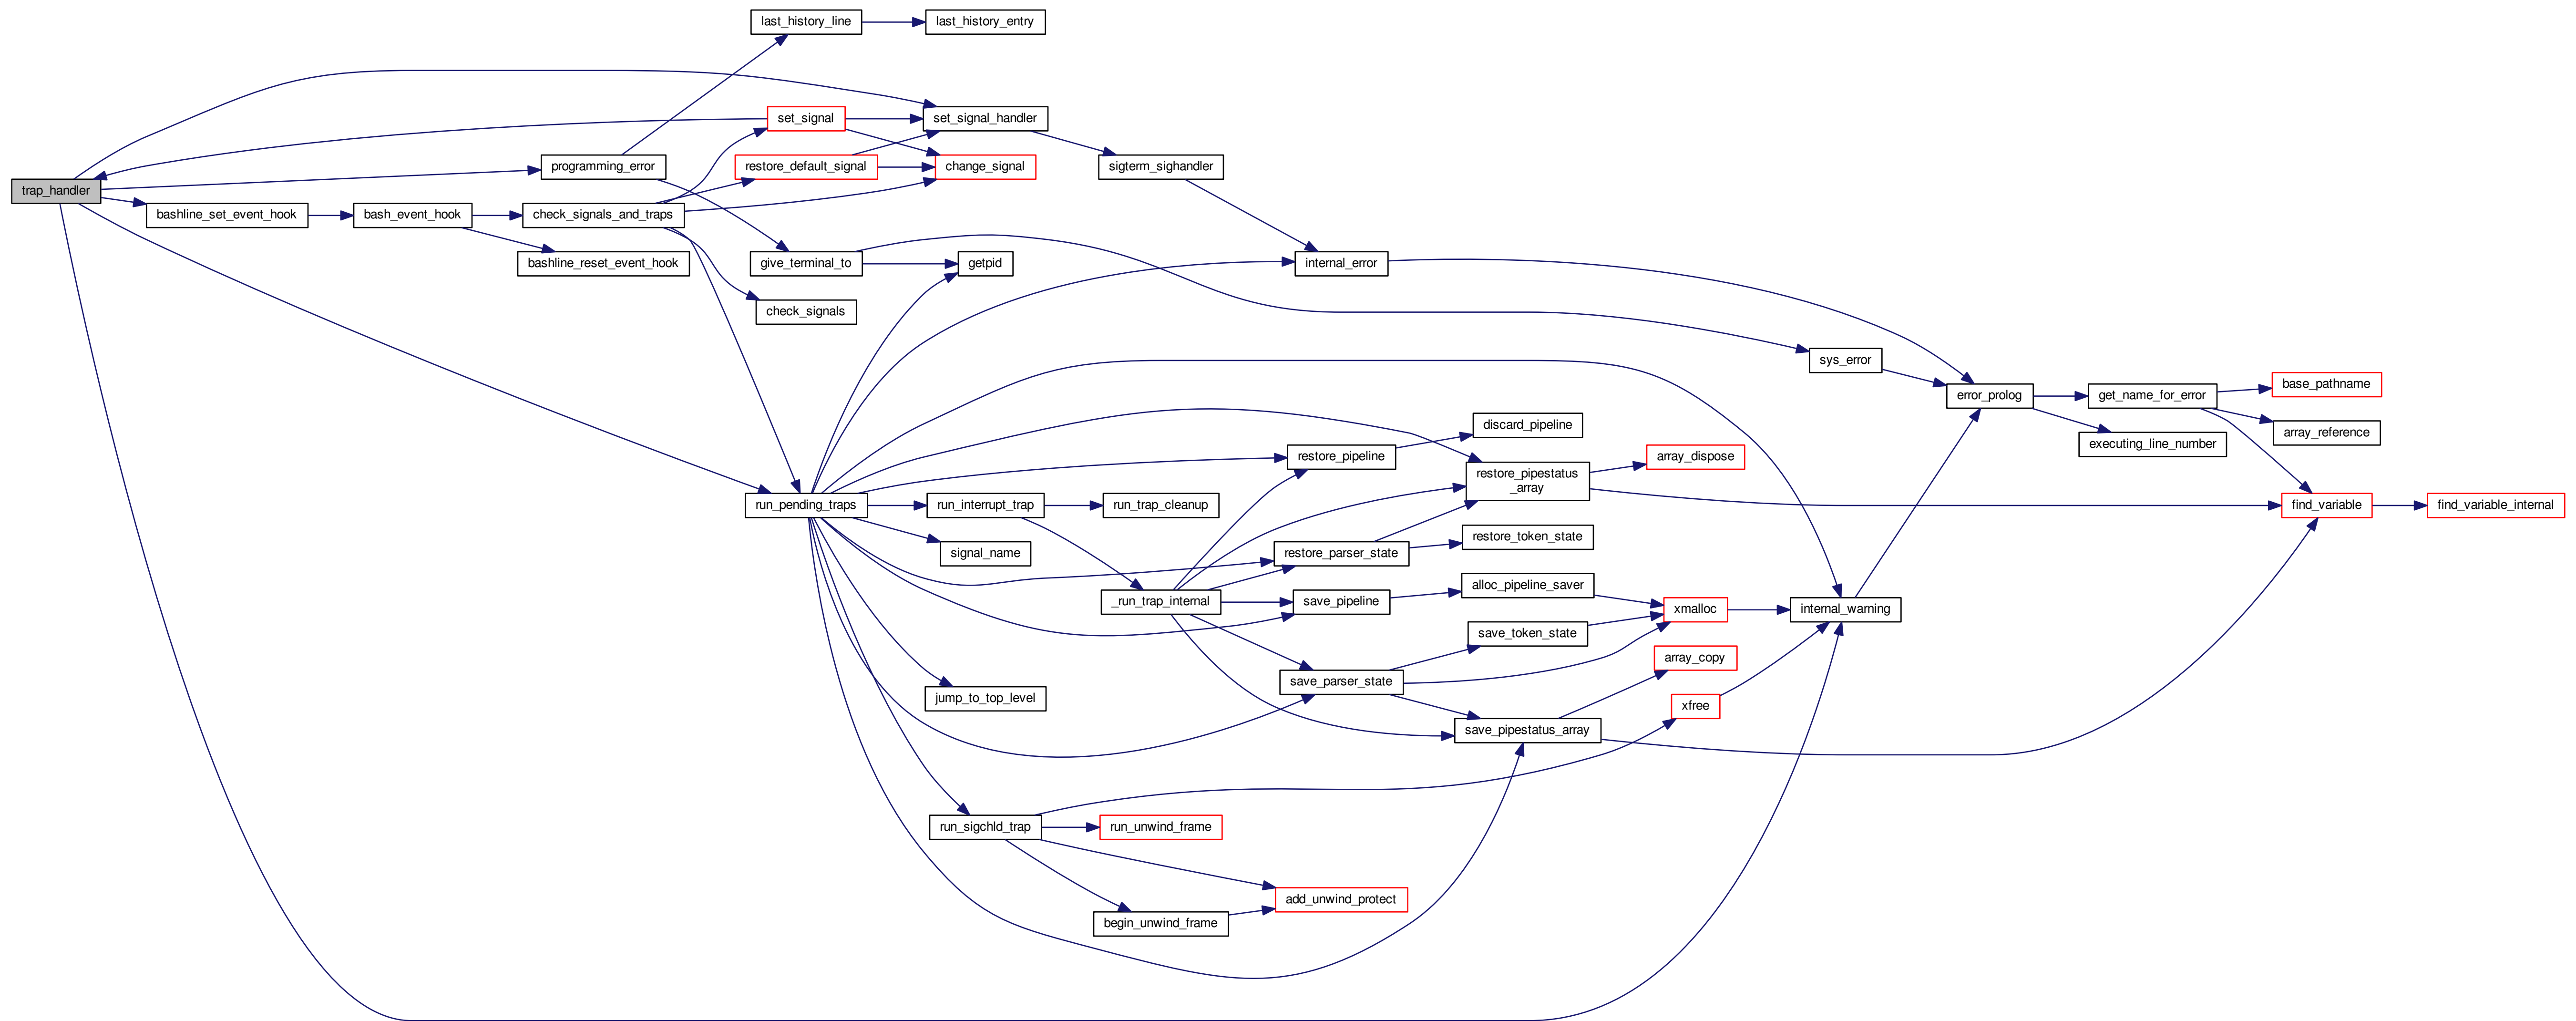 last_history_line
last_history_entry
set_signal
set_signal_handler
programming_error
restore_default_signal
change_signal
sigterm_sighandler
trap_handler
bashline_set_event_hook
bash_event_hook
check_signals_and_traps
bashline_reset_event_hook
give_terminal_to
getpid
internal_error
check_signals
sys_error
base_pathname
error_prolog
get_name_for_error
discard_pipeline
array_reference
executing_line_number
restore_pipeline
array_dispose
restore_pipestatus
_array
run_pending_traps
run_interrupt_trap
run_trap_cleanup
find_variable
find_variable_internal
restore_token_state
signal_name
restore_parser_state
alloc_pipeline_saver
_run_trap_internal
save_pipeline
xmalloc
internal_warning
save_token_state
array_copy
save_parser_state
jump_to_top_level
xfree
save_pipestatus_array
run_sigchld_trap
run_unwind_frame
add_unwind_protect
begin_unwind_frame